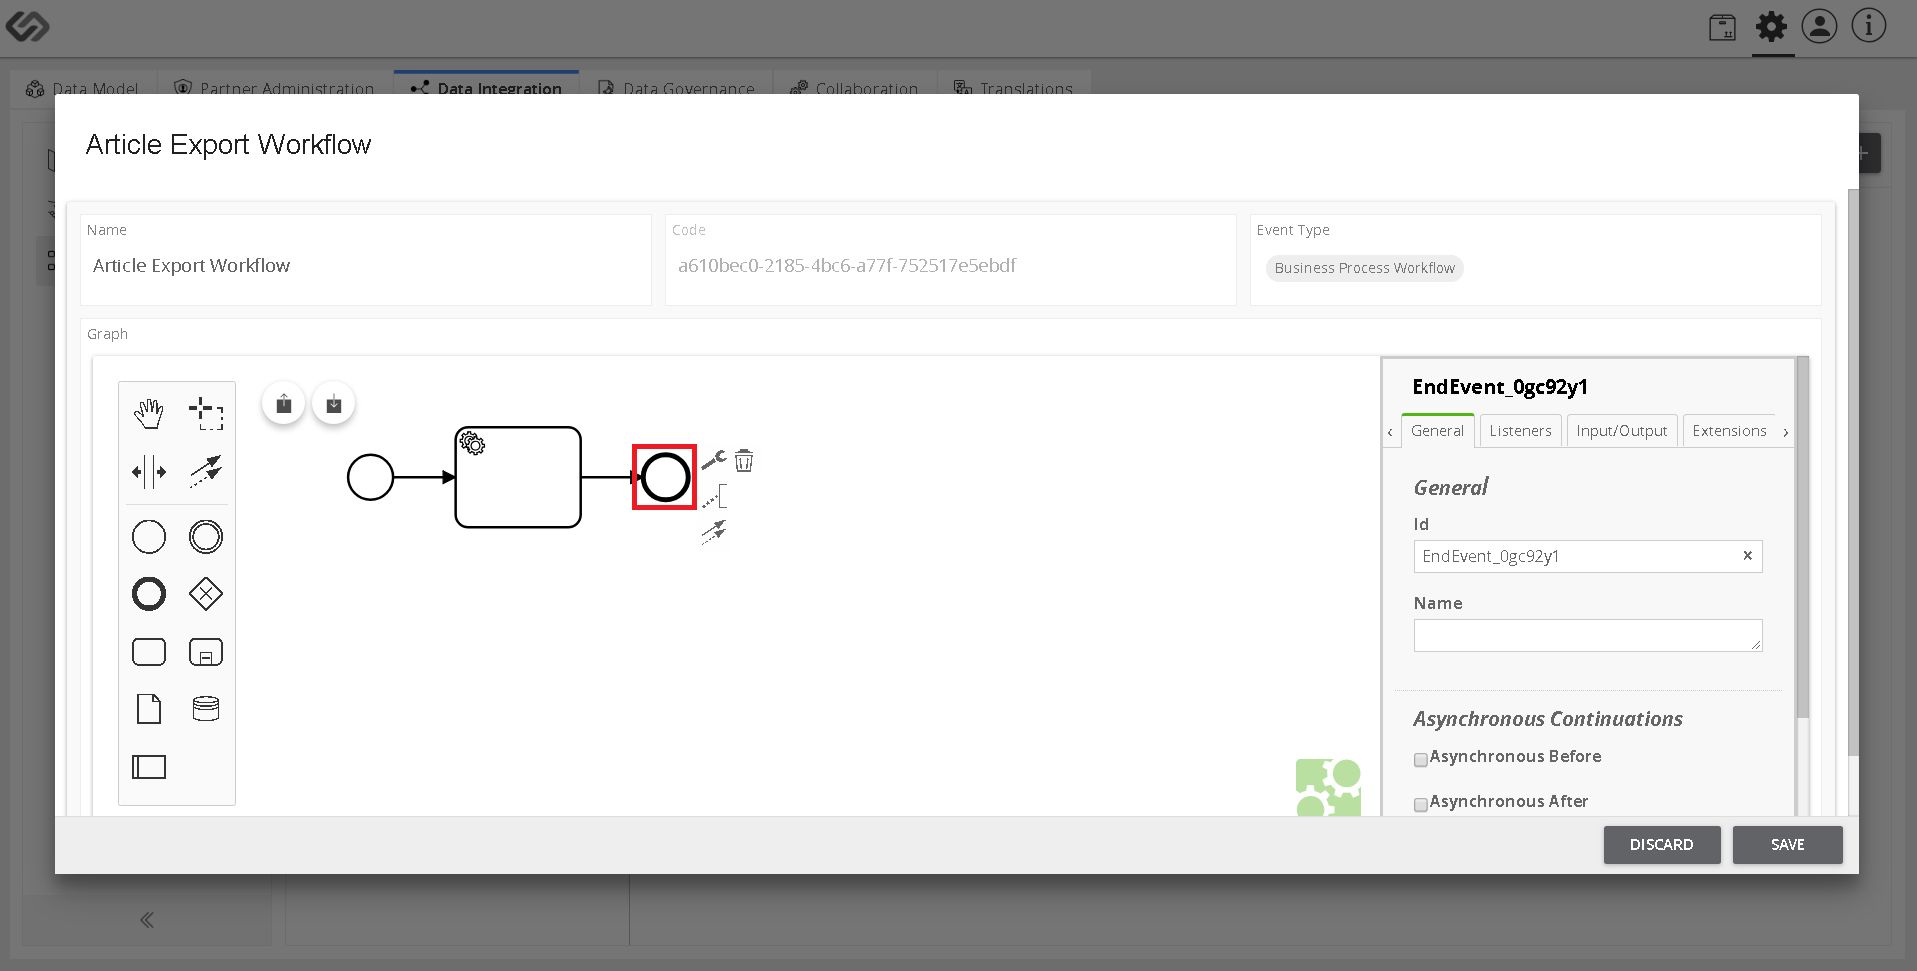 Data Model
Partner Administration
Data Integration
Data Governance
Collaboration
Translations
Article Export Workflow
Name
Article Export Workflow
Code
a610bec0-2185-4bc6-a77f-752517e5ebdf
Event Type
Business Process Workflow
Graph
EndEvent_0gc92y1
General
Listeners
Input/Output
Extensions
General
Id
EndEvent_0gc92y1
Name
Asynchronous Continuations
Asynchronous Before
Asynchronous After
DISCARD
SAVE